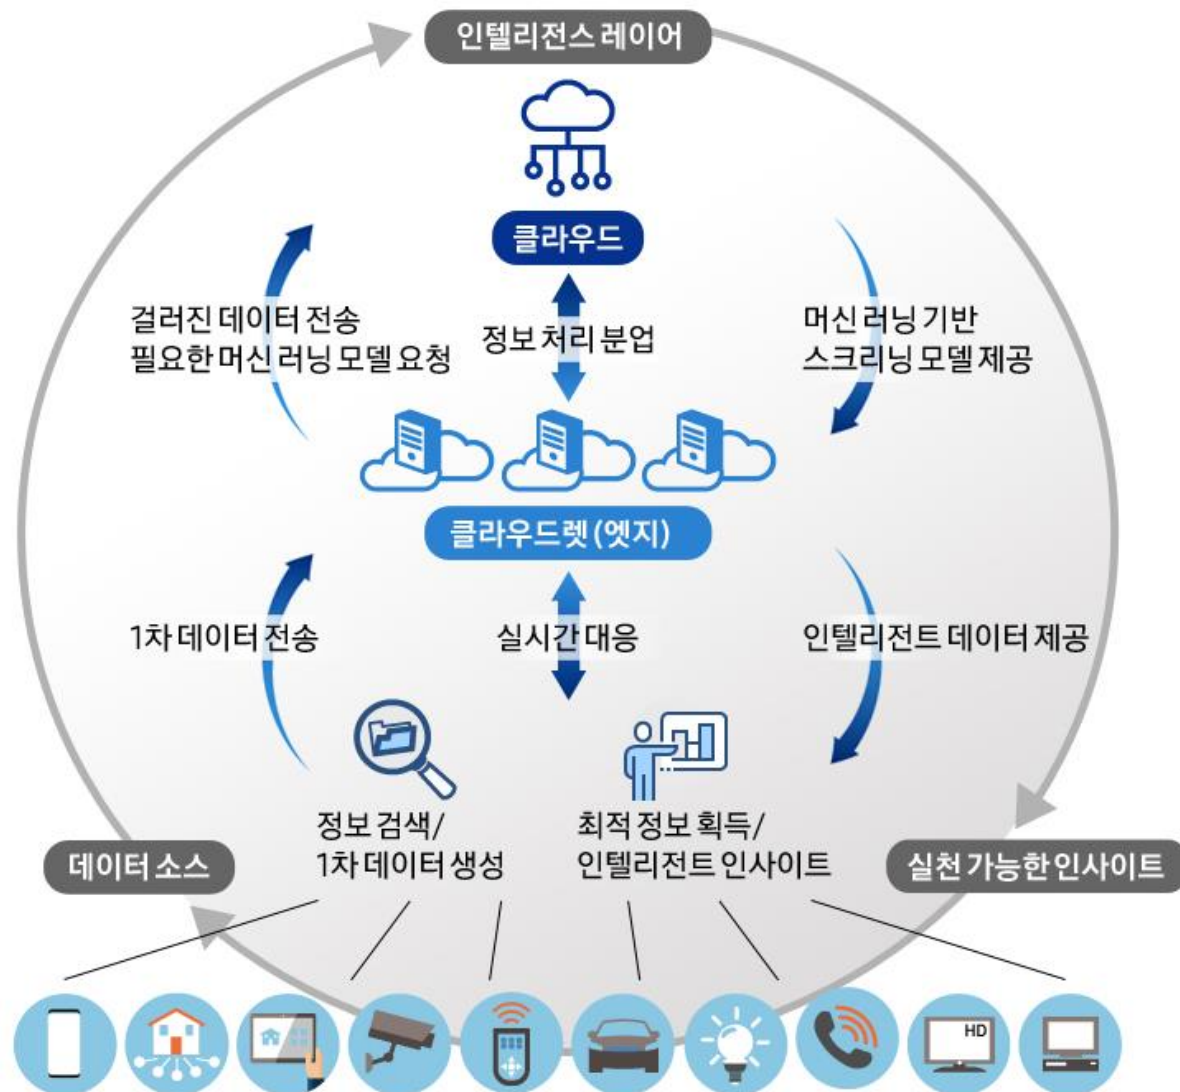 인텔리전스 레이어
클라우드
걸러진 데이터 전송
필요한 머신 러닝 모델 요청
정보 처리 분업
머신 러닝 기반
스크리닝 모델 제공
클라우드렛 (엣지)
1차 데이터 전송
실시간 대응
인텔리전트 데이터 제공
정보 검색/
1차 데이터 생성
최적 정보 획득/
인텔리전트 인사이트
데이터 소스
실천 가능한 인사이트
HD